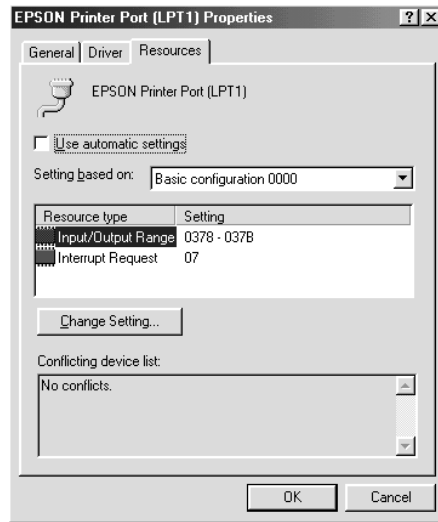 EPSON Printer Port (LPT1) Properties
General Driver Resources
EPSON Printer Port (LPT1)
Use automatic settings
Setting based on: Basic configuration 0000
Resource type Setting
Input/Output Range 0378 - 037B
Interrupt Request 07
Change Setting...
Conflicting device list:
No conflicts.
OK Cancel